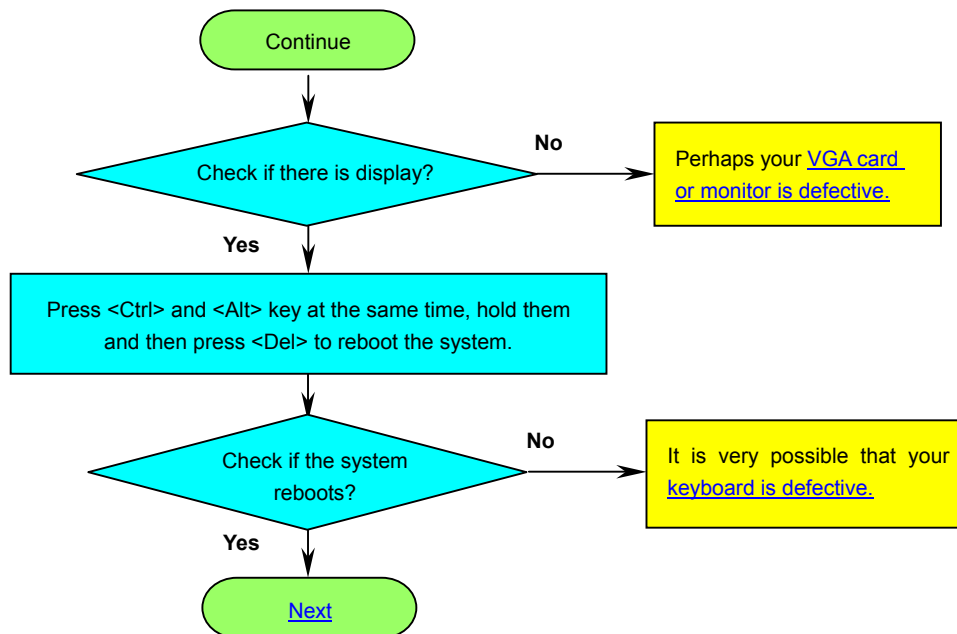 Continue
Check if there is display?
No
Perhaps your VGA card
or monitor is defective.
Yes
Press <Ctrl> and <Alt> key at the same time, hold them
and then press <Del> to reboot the system.
Check if the system
reboots?
No
It is very possible that your
keyboard is defective.
Yes
Next